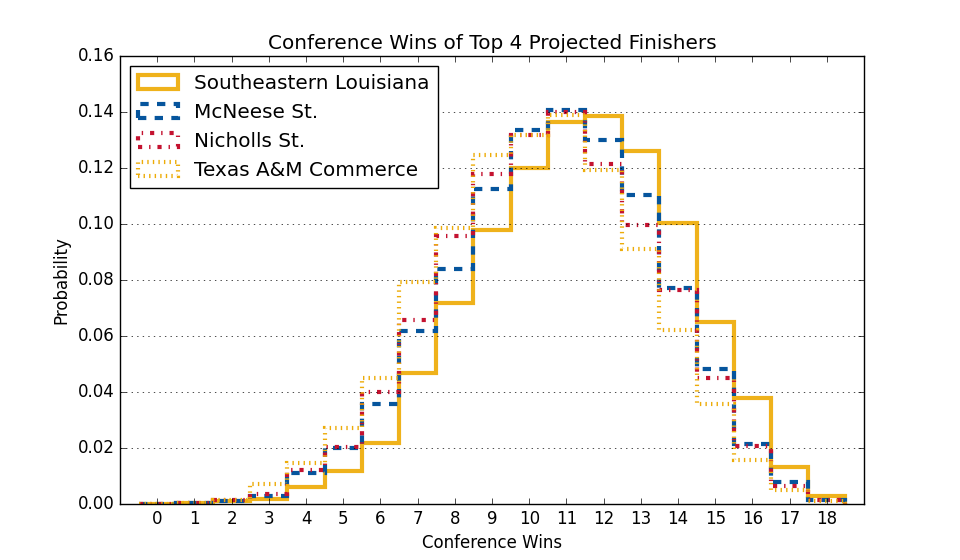 Conference Wins of Top 4 Projected Finishers
0.16
0.14
0.12
0.10
0.08
0.06
0.04
0.02
0.00
Probability
Southeastern Louisiana
McNeese St.
Nicholls St.
Texas A&M Commerce
0 1 2 3 4 5 6 7 8 9 10 11 12 13 14 15 16 17 18
Conference Wins